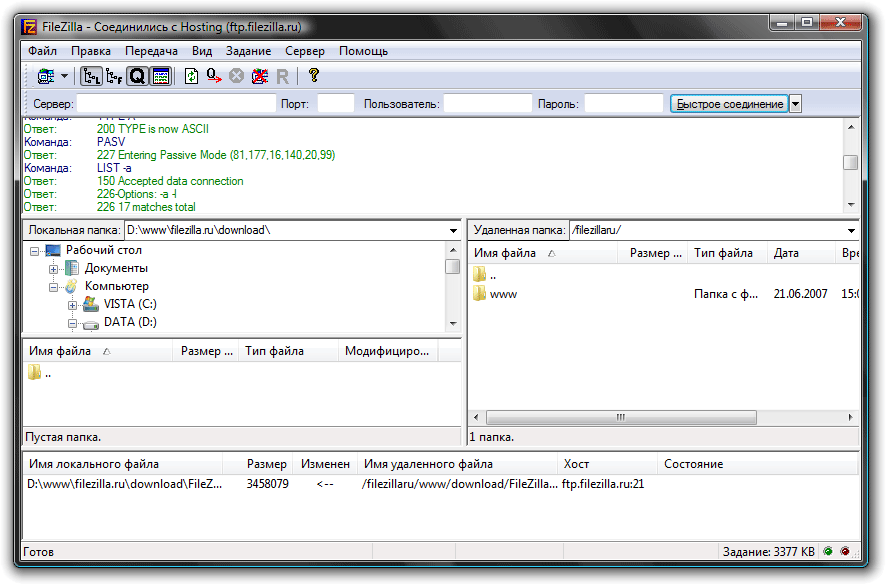 FileZilla - Соединились с Hosting (ftp.filezilla.ru)
Файл Правка Передача Вид Задание Сервер Помощь
Сервер: Порт: Пользователь: Пароль: Быстрое соединение
Команда: TYPE A
Ответ: 200 TYPE is now ASCII
Команда: PASV
Ответ: 227 Entering Passive Mode (81,177,16,140,20,99)
Команда: LIST -a
Ответ: 150 Accepted data connection
Ответ: 226-Options: -a -l
Ответ: 226 17 matches total
Локальная папка: D:\www\filezilla.ru\download\
Рабочий стол
Документы
Компьютер
VISTA (C:)
DATA (D:)
Имя файла Размер ... Тип файла Модифициро...
..
Пустая папка.
Удаленная папка: /filezillaru/
Имя файла Размер ... Тип файла Дата Вре
..
www Папка с ф... 21.06.2007 15:0
1 папка.
Имя локального файла Размер Изменен Имя удаленного файла Хост Состояние
D:\www\filezilla.ru\download\FileZ... 3458079 <-- /filezillaru/www/download/FileZilla... ftp.filezilla.ru:21
Готов Задание: 3377 KB